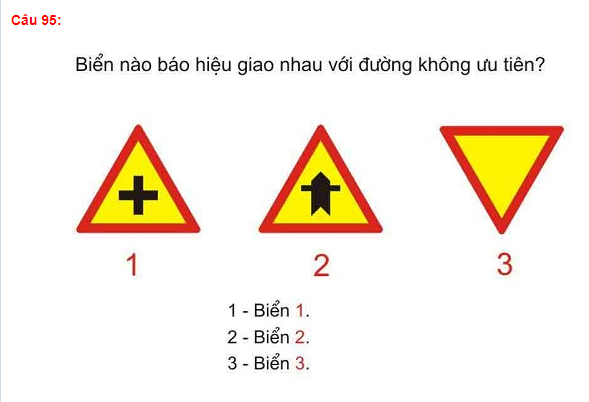 Câu 95:
Biển nào báo hiệu giao nhau với đường không ưu tiên?
1 2 3
1 - Biển 1.
2 - Biển 2.
3 - Biển 3.